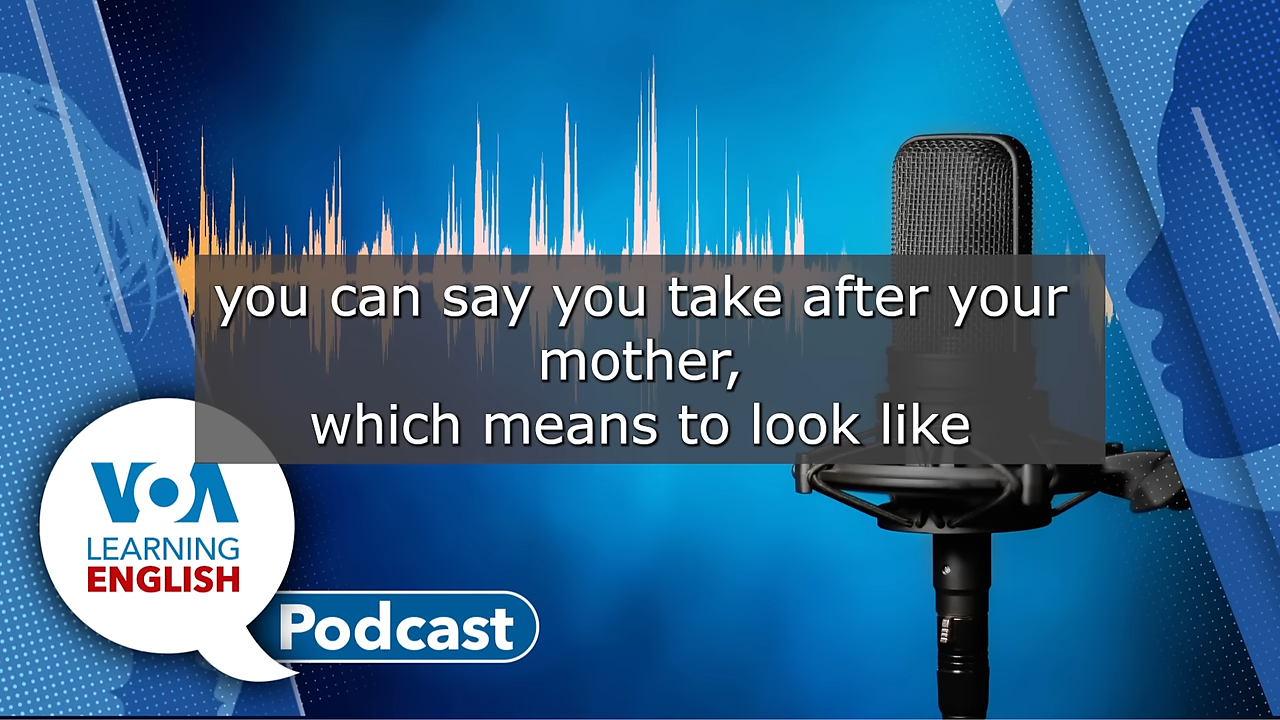 you can say you take after your
mother,
which means to look like
VOA
LEARNING
ENGLISH
Podcast